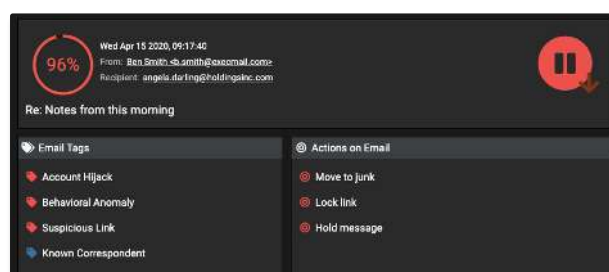 96%
Wed Apr 15 2020, 09:17:40
From: Ben Smith <b.smith@exeomail.com>
Recipient: angela.darling@holdingsinc.com
Re: Notes from this morning
Email Tags
Account Hijack
Behavioral Anomaly
Suspicious Link
Known Correspondent
Actions on Email
Move to junk
Lock link
Hold message